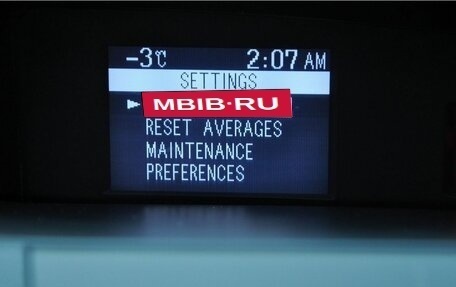 -3℃ 2:07 AM
SETTINGS
MBIB·RU
RESET AVERAGES
MAINTENANCE
PREFERENCES